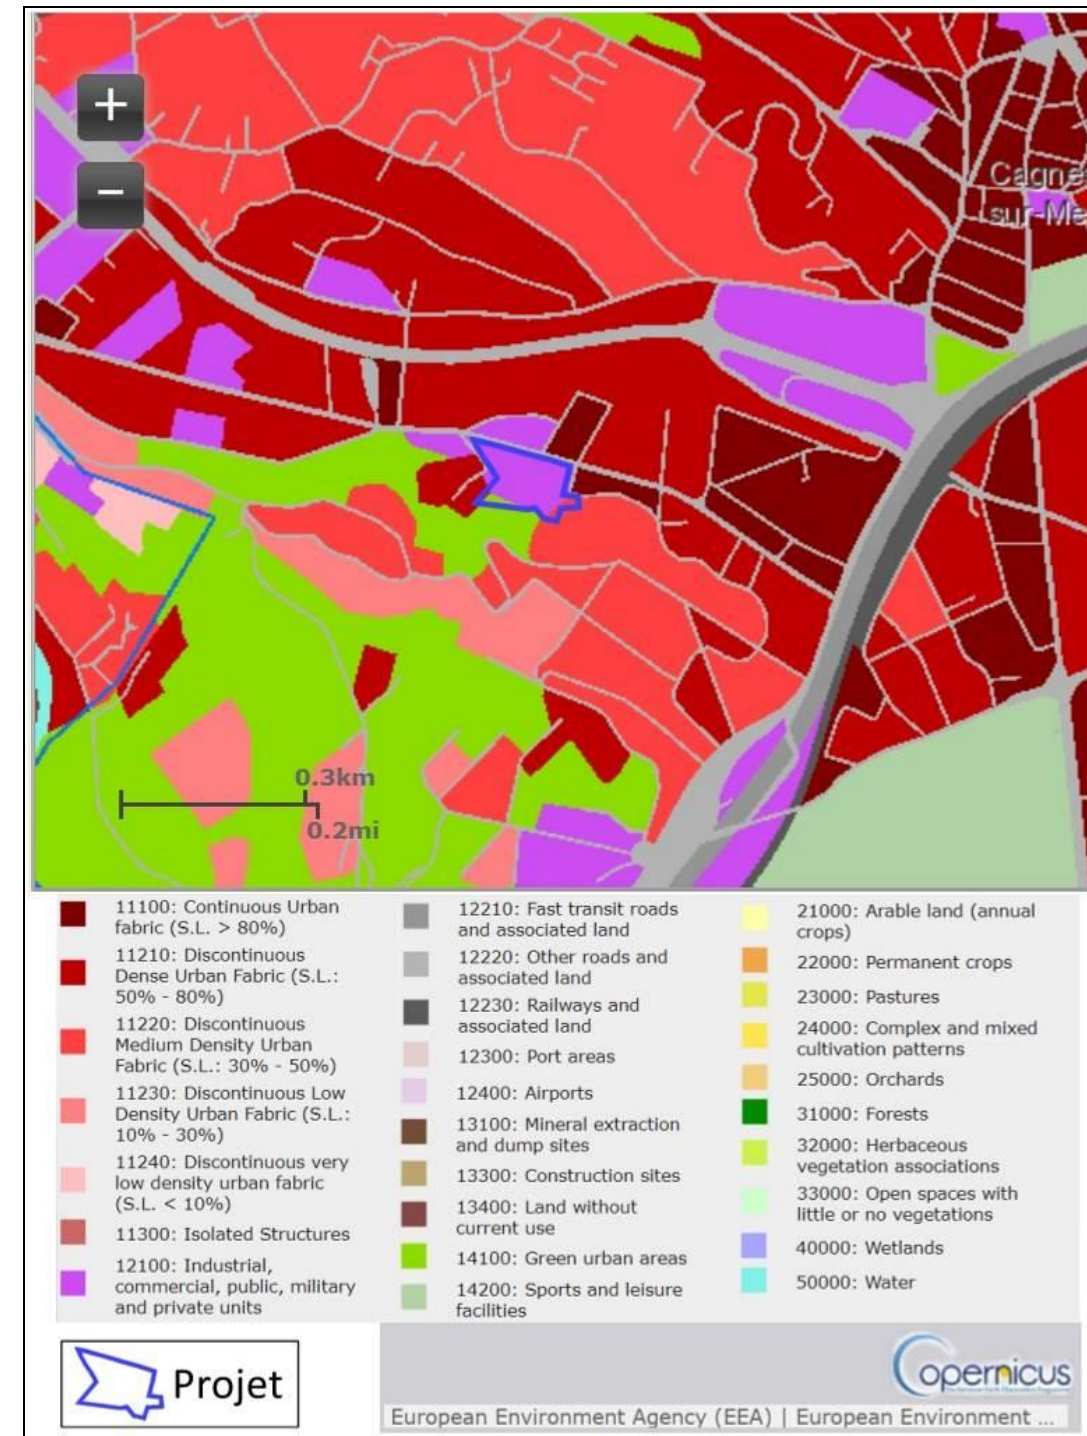 +
−
Cagne
sur-Me
0.3km
0.2mi
11100: Continuous Urban
fabric (S.L. > 80%)
11210: Discontinuous
Dense Urban Fabric (S.L.:
50% - 80%)
11220: Discontinuous
Medium Density Urban
Fabric (S.L.: 30% - 50%)
11230: Discontinuous Low
Density Urban Fabric (S.L.:
10% - 30%)
11240: Discontinuous very
low density urban fabric
(S.L. < 10%)
11300: Isolated Structures
12100: Industrial,
commercial, public, military
and private units
12210: Fast transit roads
and associated land
12220: Other roads and
associated land
12230: Railways and
associated land
12300: Port areas
12400: Airports
13100: Mineral extraction
and dump sites
13300: Construction sites
13400: Land without
current use
14100: Green urban areas
14200: Sports and leisure
facilities
21000: Arable land (annual
crops)
22000: Permanent crops
23000: Pastures
24000: Complex and mixed
cultivation patterns
25000: Orchards
31000: Forests
32000: Herbaceous
vegetation associations
33000: Open spaces with
little or no vegetations
40000: Wetlands
50000: Water
Projet
Copernicus
European Environment Agency (EEA) | European Environment ...